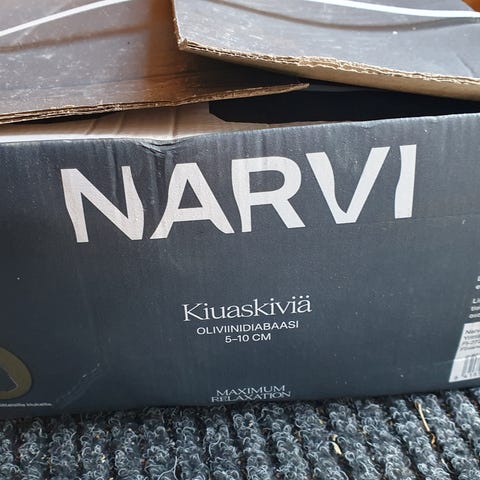 NARVI
Kiuaskiviä
OLIVIINIDIABAASI
5–10 CM
MAXIMUM
RELAXATION